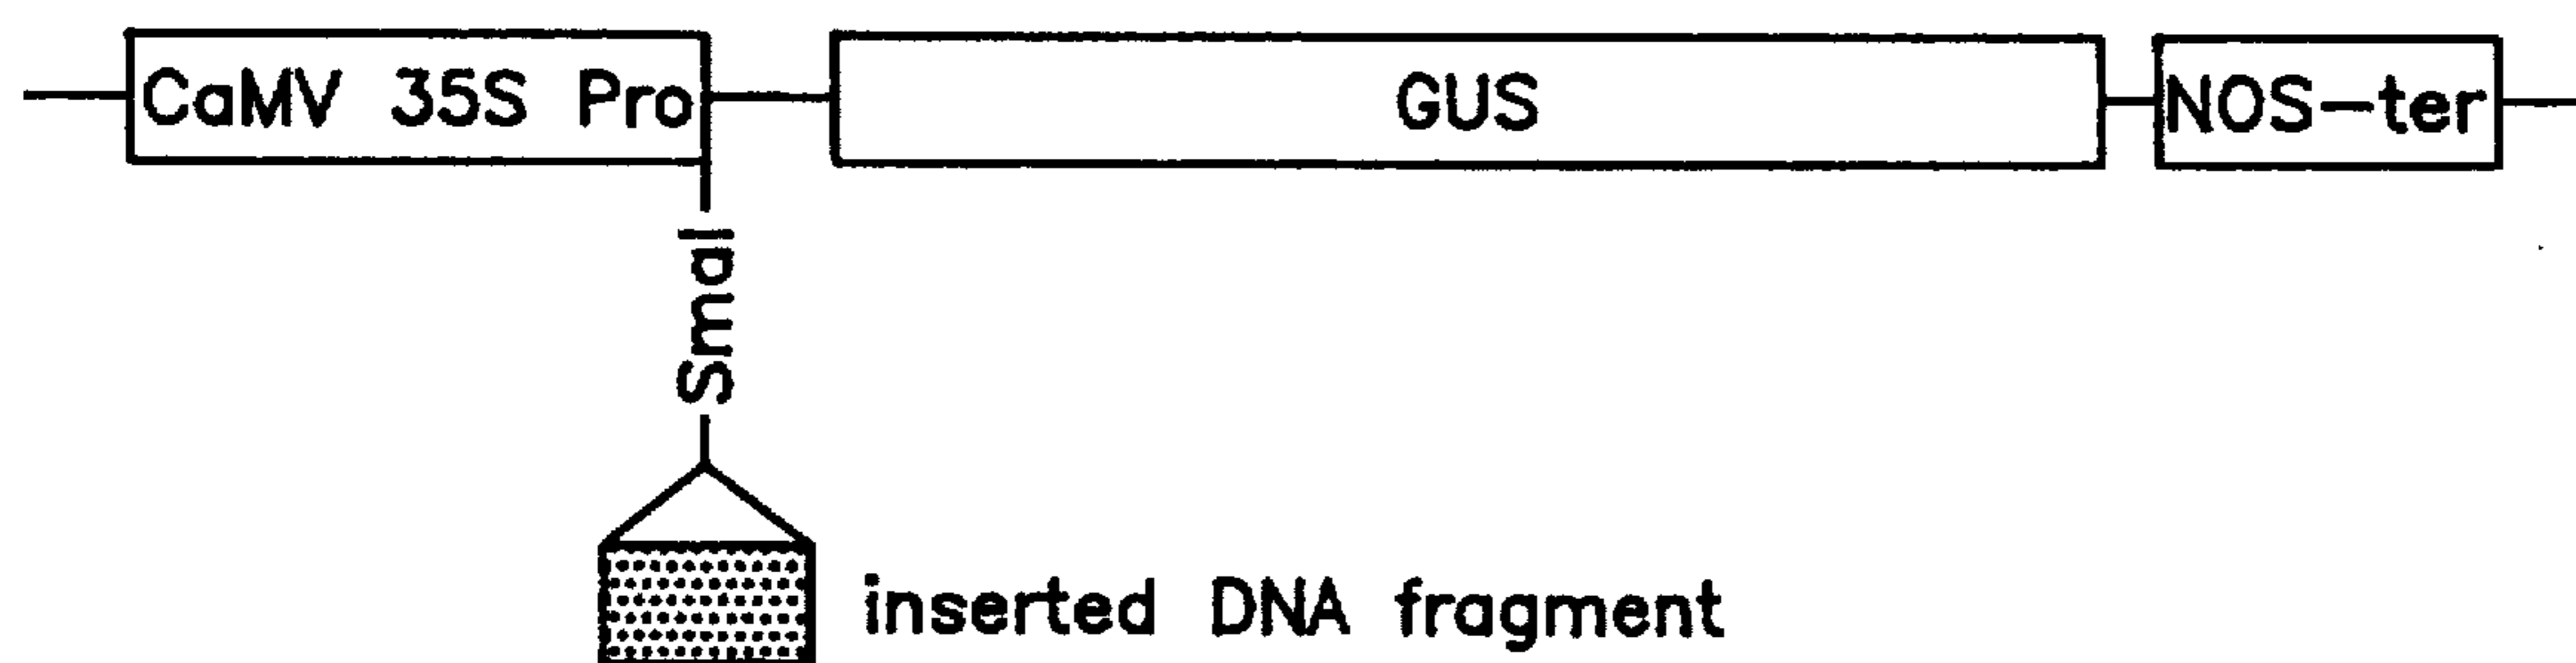 CaMV 35S Pro GUS NOS-ter
SmaI
inserted DNA fragment